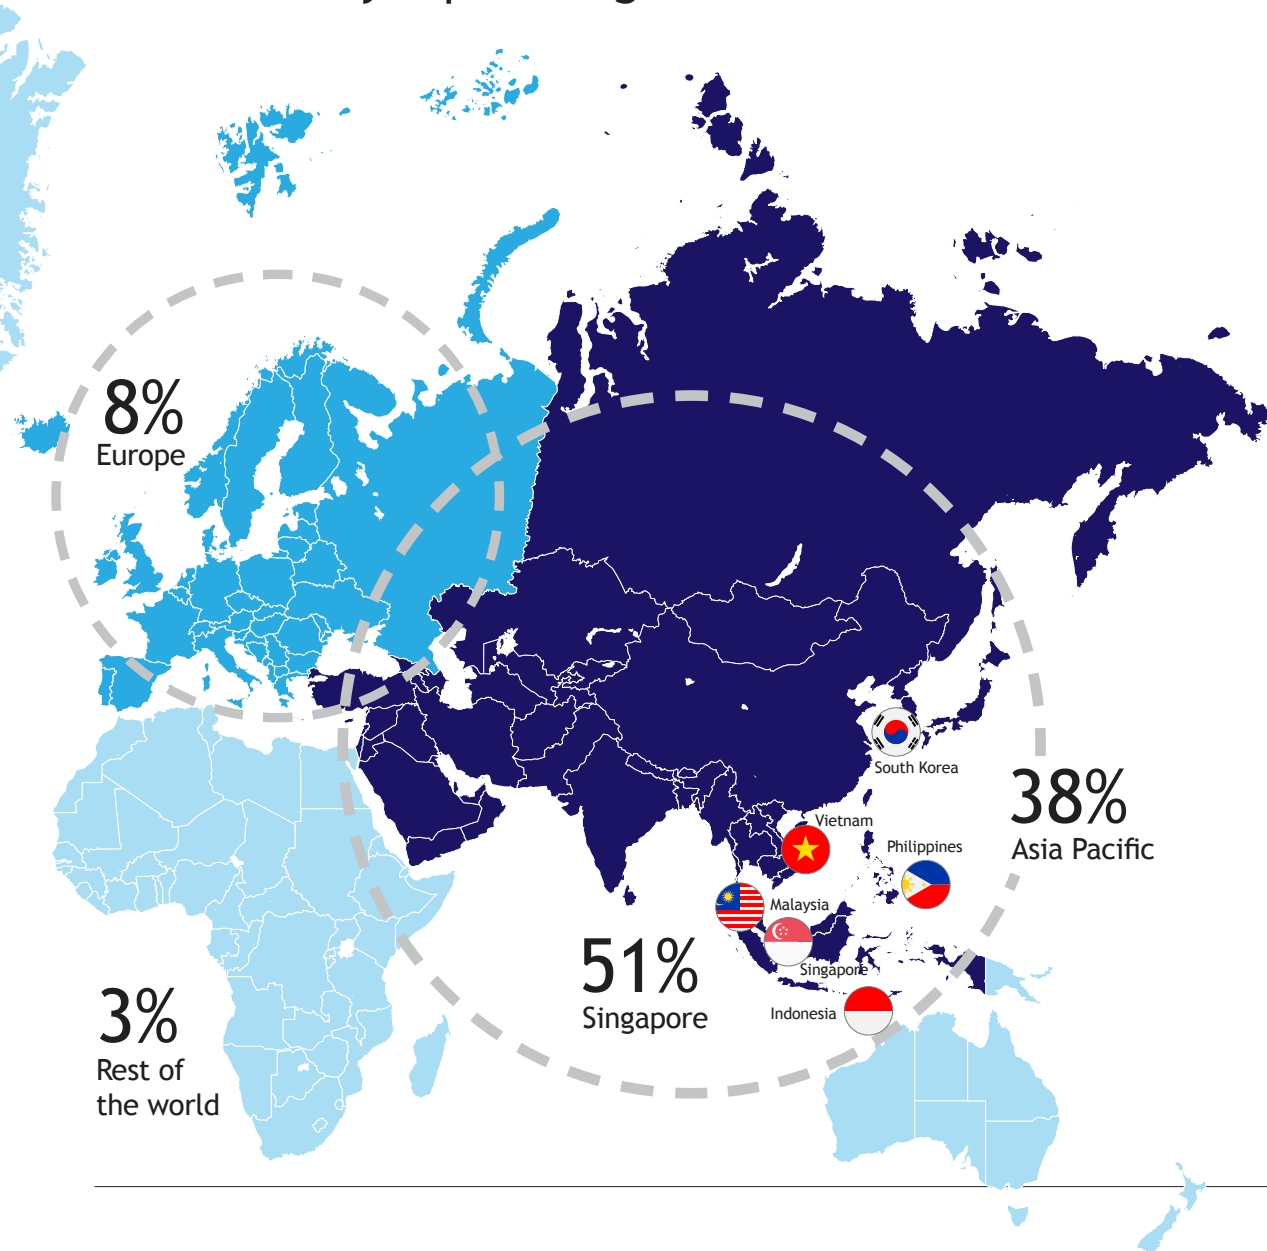 8%
Europe
South Korea
38%
Asia Pacific
Vietnam
Philippines
Malaysia
51%
Singapore
Singapore
Indonesia
3%
Rest of
the world